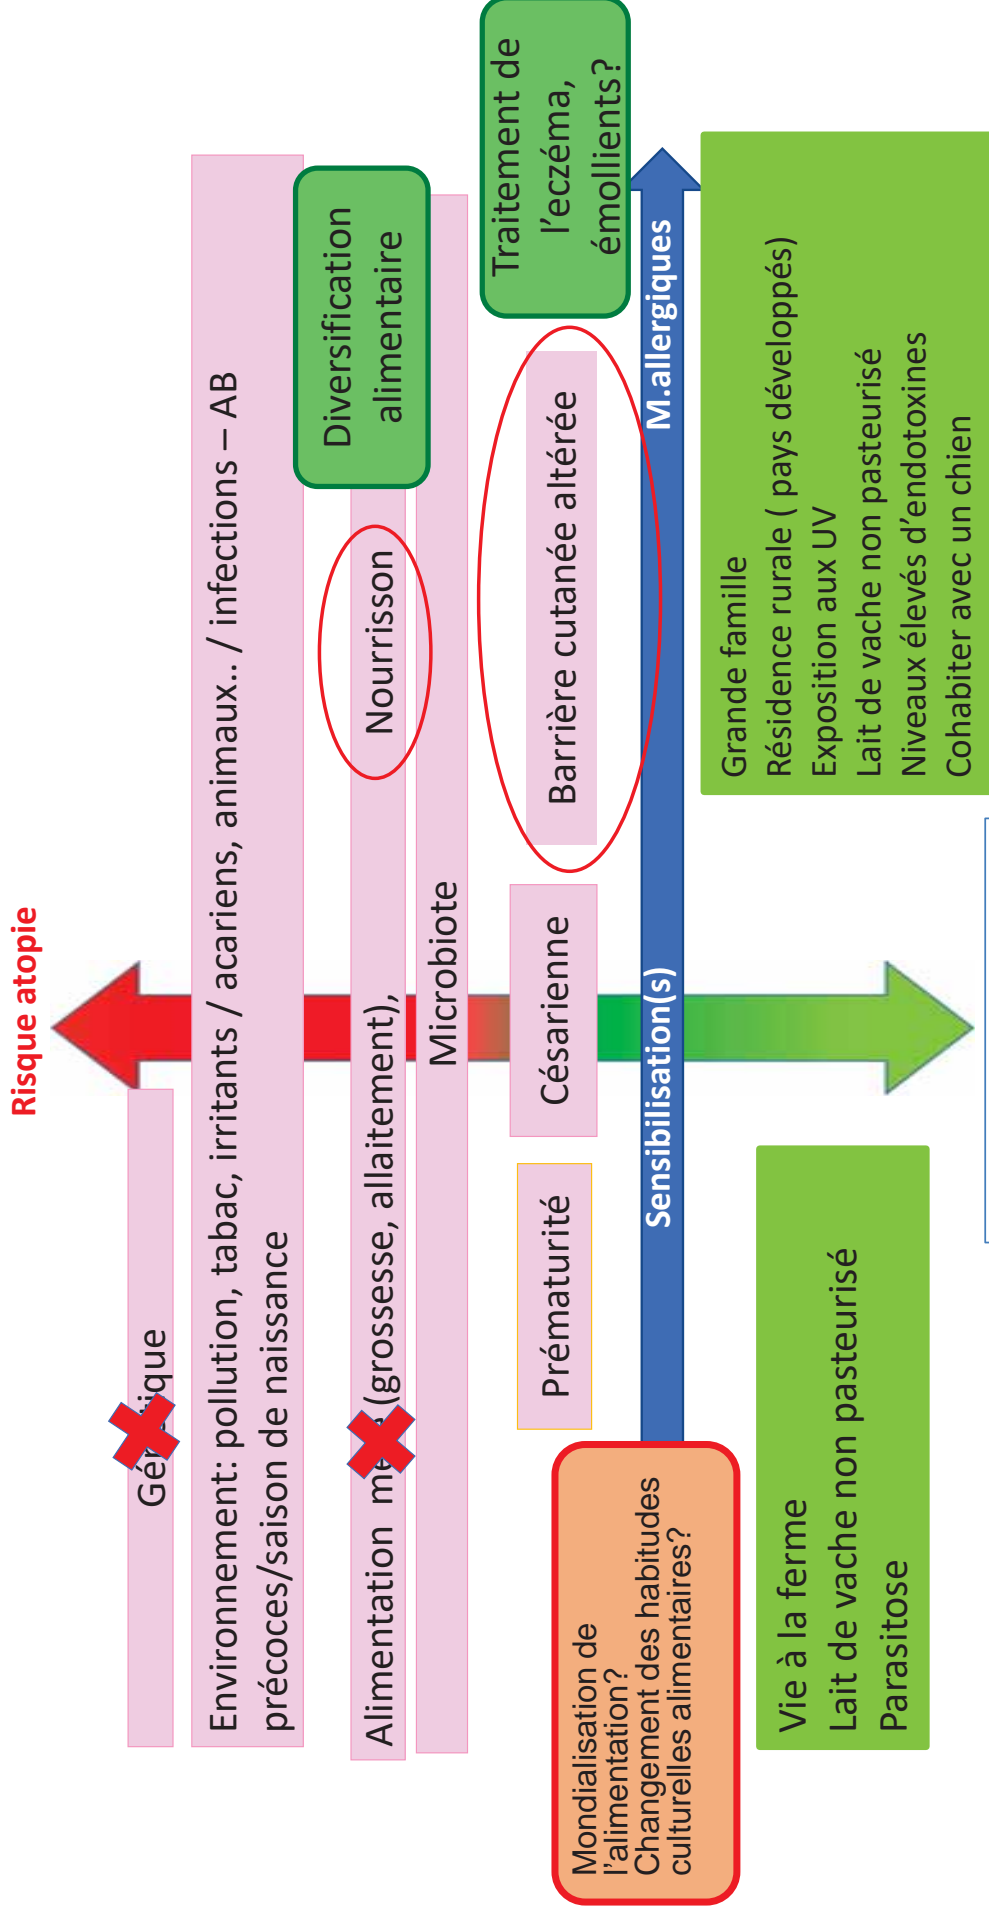 Risque atopie
Génétique
Environnement: pollution, tabac, irritants / acariens, animaux.. / infections – AB
précoces/saison de naissance
Diversification
alimentaire
Alimentation (grossesse, allaitement),
Nourrisson
Microbiote
Traitement de
l'eczéma,
émollients?
Prématurité
Césarienne
Barrière cutanée altérée
Mondialisation de
l'alimentation?
Changement des habitudes
culturelles alimentaires?
Sensibilisation(s)
M.allergiques
Vie à la ferme
Lait de vache non pasteurisé
Parasitose
Grande famille
Résidence rurale ( pays développés)
Exposition aux UV
Lait de vache non pasteurisé
Niveaux élevés d'endotoxines
Cohabiter avec un chien